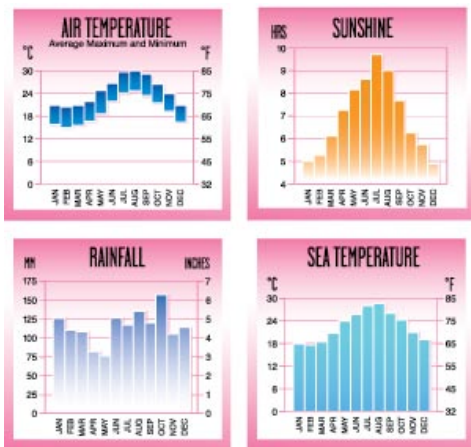 AIR TEMPERATURE
Average Maximum and Minimum
°C °F
30 85
24 75
18 65
12 55
6 45
0 32
JAN FEB MAR APR MAY JUN JUL AUG SEP OCT NOV DEC
SUNSHINE
HRS
10
9
8
7
6
5
4
JAN FEB MAR APR MAY JUN JUL AUG SEP OCT NOV DEC
RAINFALL
MM INCHES
175 7
150 6
125 5
100 4
75 3
50 2
25 1
0 0
JAN FEB MAR APR MAY JUN JUL AUG SEP OCT NOV DEC
SEA TEMPERATURE
°C °F
30 85
24 75
18 65
12 55
6 45
0 32
JAN FEB MAR APR MAY JUN JUL AUG SEP OCT NOV DEC